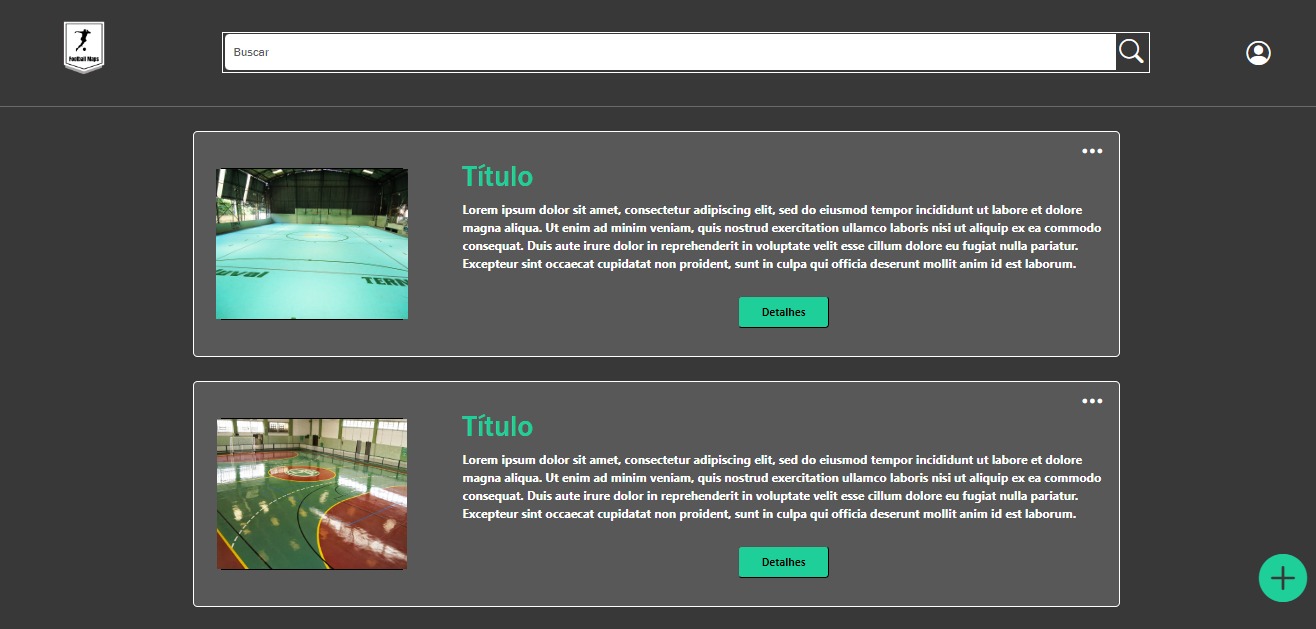 Football Maps
Buscar
Título
Lorem ipsum dolor sit amet, consectetur adipiscing elit, sed do eiusmod tempor incididunt ut labore et dolore
magna aliqua. Ut enim ad minim veniam, quis nostrud exercitation ullamco laboris nisi ut aliquip ex ea commodo
consequat. Duis aute irure dolor in reprehenderit in voluptate velit esse cillum dolore eu fugiat nulla pariatur.
Excepteur sint occaecat cupidatat non proident, sunt in culpa qui officia deserunt mollit anim id est laborum.
Detalhes
Título
Lorem ipsum dolor sit amet, consectetur adipiscing elit, sed do eiusmod tempor incididunt ut labore et dolore
magna aliqua. Ut enim ad minim veniam, quis nostrud exercitation ullamco laboris nisi ut aliquip ex ea commodo
consequat. Duis aute irure dolor in reprehenderit in voluptate velit esse cillum dolore eu fugiat nulla pariatur.
Excepteur sint occaecat cupidatat non proident, sunt in culpa qui officia deserunt mollit anim id est laborum.
Detalhes